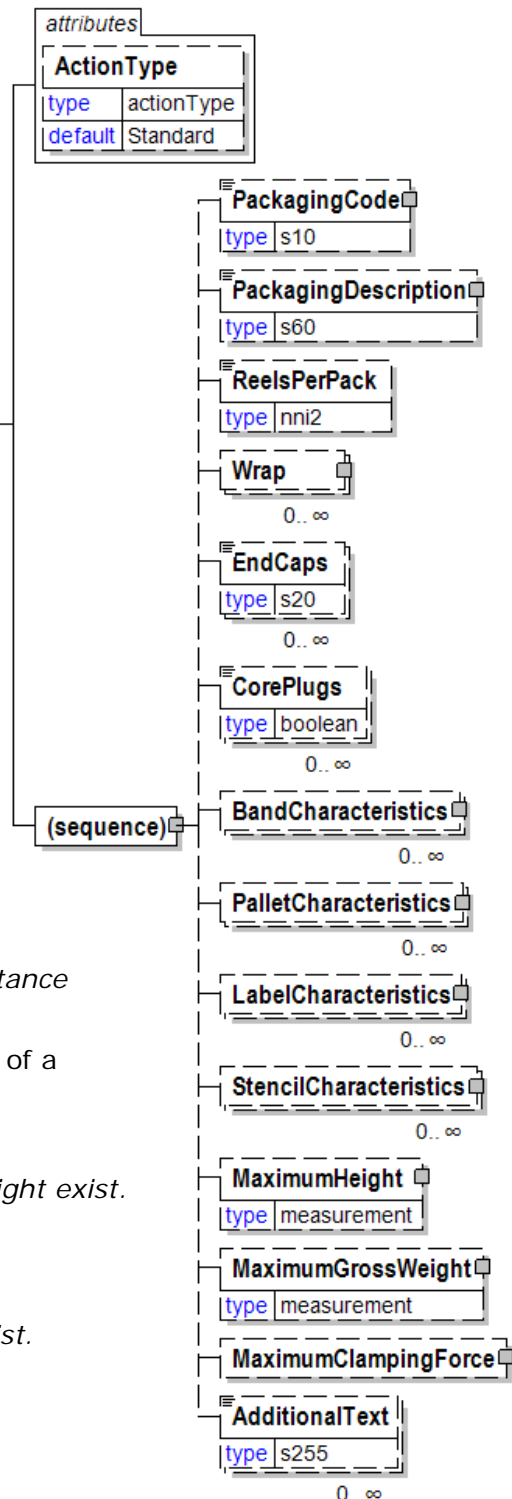 attributes
ActionType
type actionType
default Standard
PackagingCode
type s10
PackagingDescription
type s60
ReelsPerPack
type nni2
Wrap
0.. ∞
EndCaps
type s20
0.. ∞
CorePlugs
type boolean
0.. ∞
BandCharacteristics
(sequence)
0.. ∞
PalletCharacteristics
0.. ∞
tance
LabelCharacteristics
0.. ∞
of a
StencilCharacteristics
0.. ∞
ight exist.
MaximumHeight
type measurement
MaximumGrossWeight
type measurement
ist.
MaximumClampingForce
AdditionalText
type s255
0.. ∞